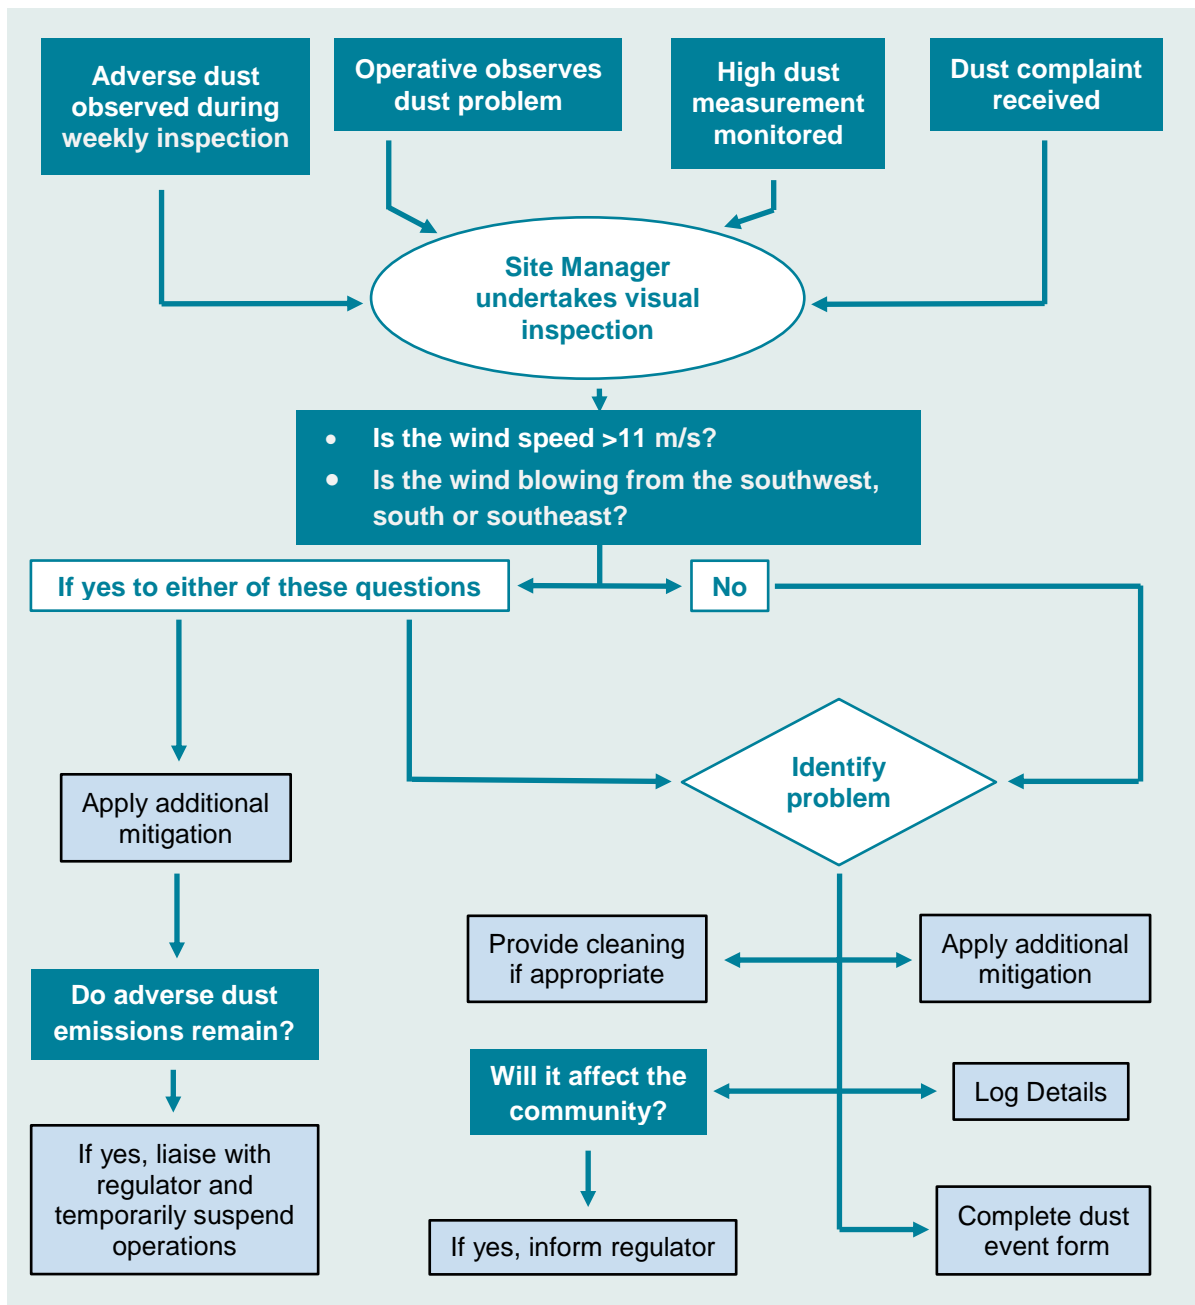 Adverse dust
observed during
weekly inspection
Operative observes
dust problem
High dust
measurement
monitored
Dust complaint
received
Site Manager
undertakes visual
inspection
• Is the wind speed >11 m/s?
• Is the wind blowing from the southwest,
south or southeast?
If yes to either of these questions
No
Identify
problem
Apply additional
mitigation
Do adverse dust
emissions remain?
If yes, liaise with
regulator and
temporarily suspend
operations
Provide cleaning
if appropriate
Apply additional
mitigation
Will it affect the
community?
Log Details
If yes, inform regulator
Complete dust
event form